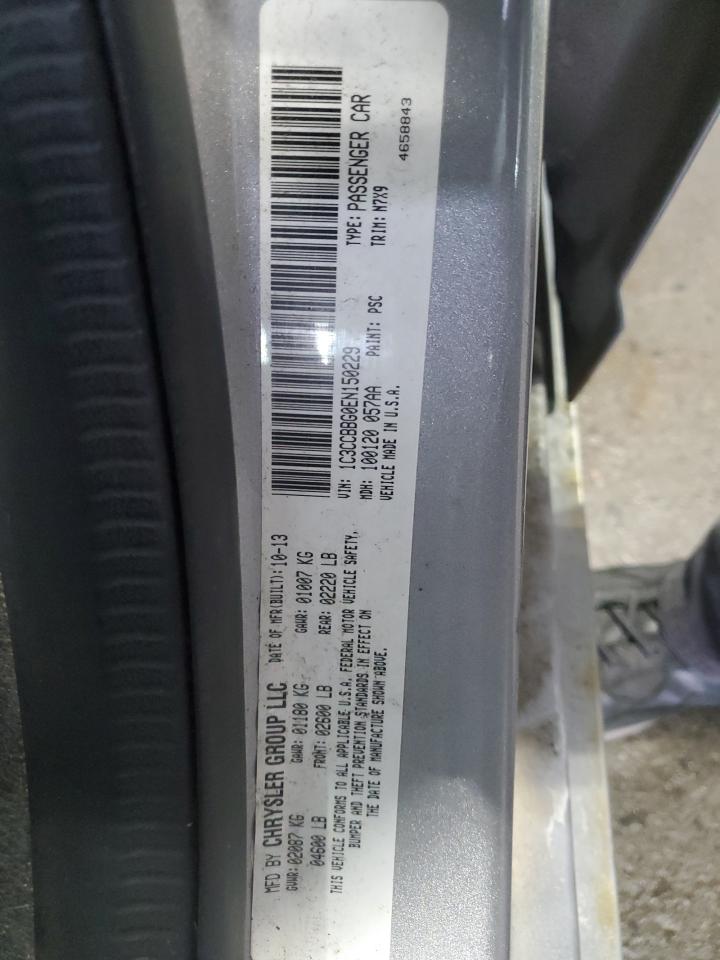 MFD BY CHRYSLER GROUP LLC DATE OF MFR(BUILT): 10-13
GVWR: 02087 KG GAWR: 01180 KG GAWR: 01007 KG
04600 LB FRONT: 02600 LB REAR: 02220 LB
THIS VEHICLE CONFORMS TO ALL APPLICABLE U.S.A. FEDERAL MOTOR VEHICLE SAFETY,
BUMPER AND THEFT PREVENTION STANDARDS IN EFFECT ON
THE DATE OF MANUFACTURE SHOWN ABOVE.
VIN: 1C3CCBBG0EN150229 TYPE: PASSENGER CAR
MDH: 100120 057AA PAINT: PSC TRIM: N7X9
VEHICLE MADE IN U.S.A. 4658843